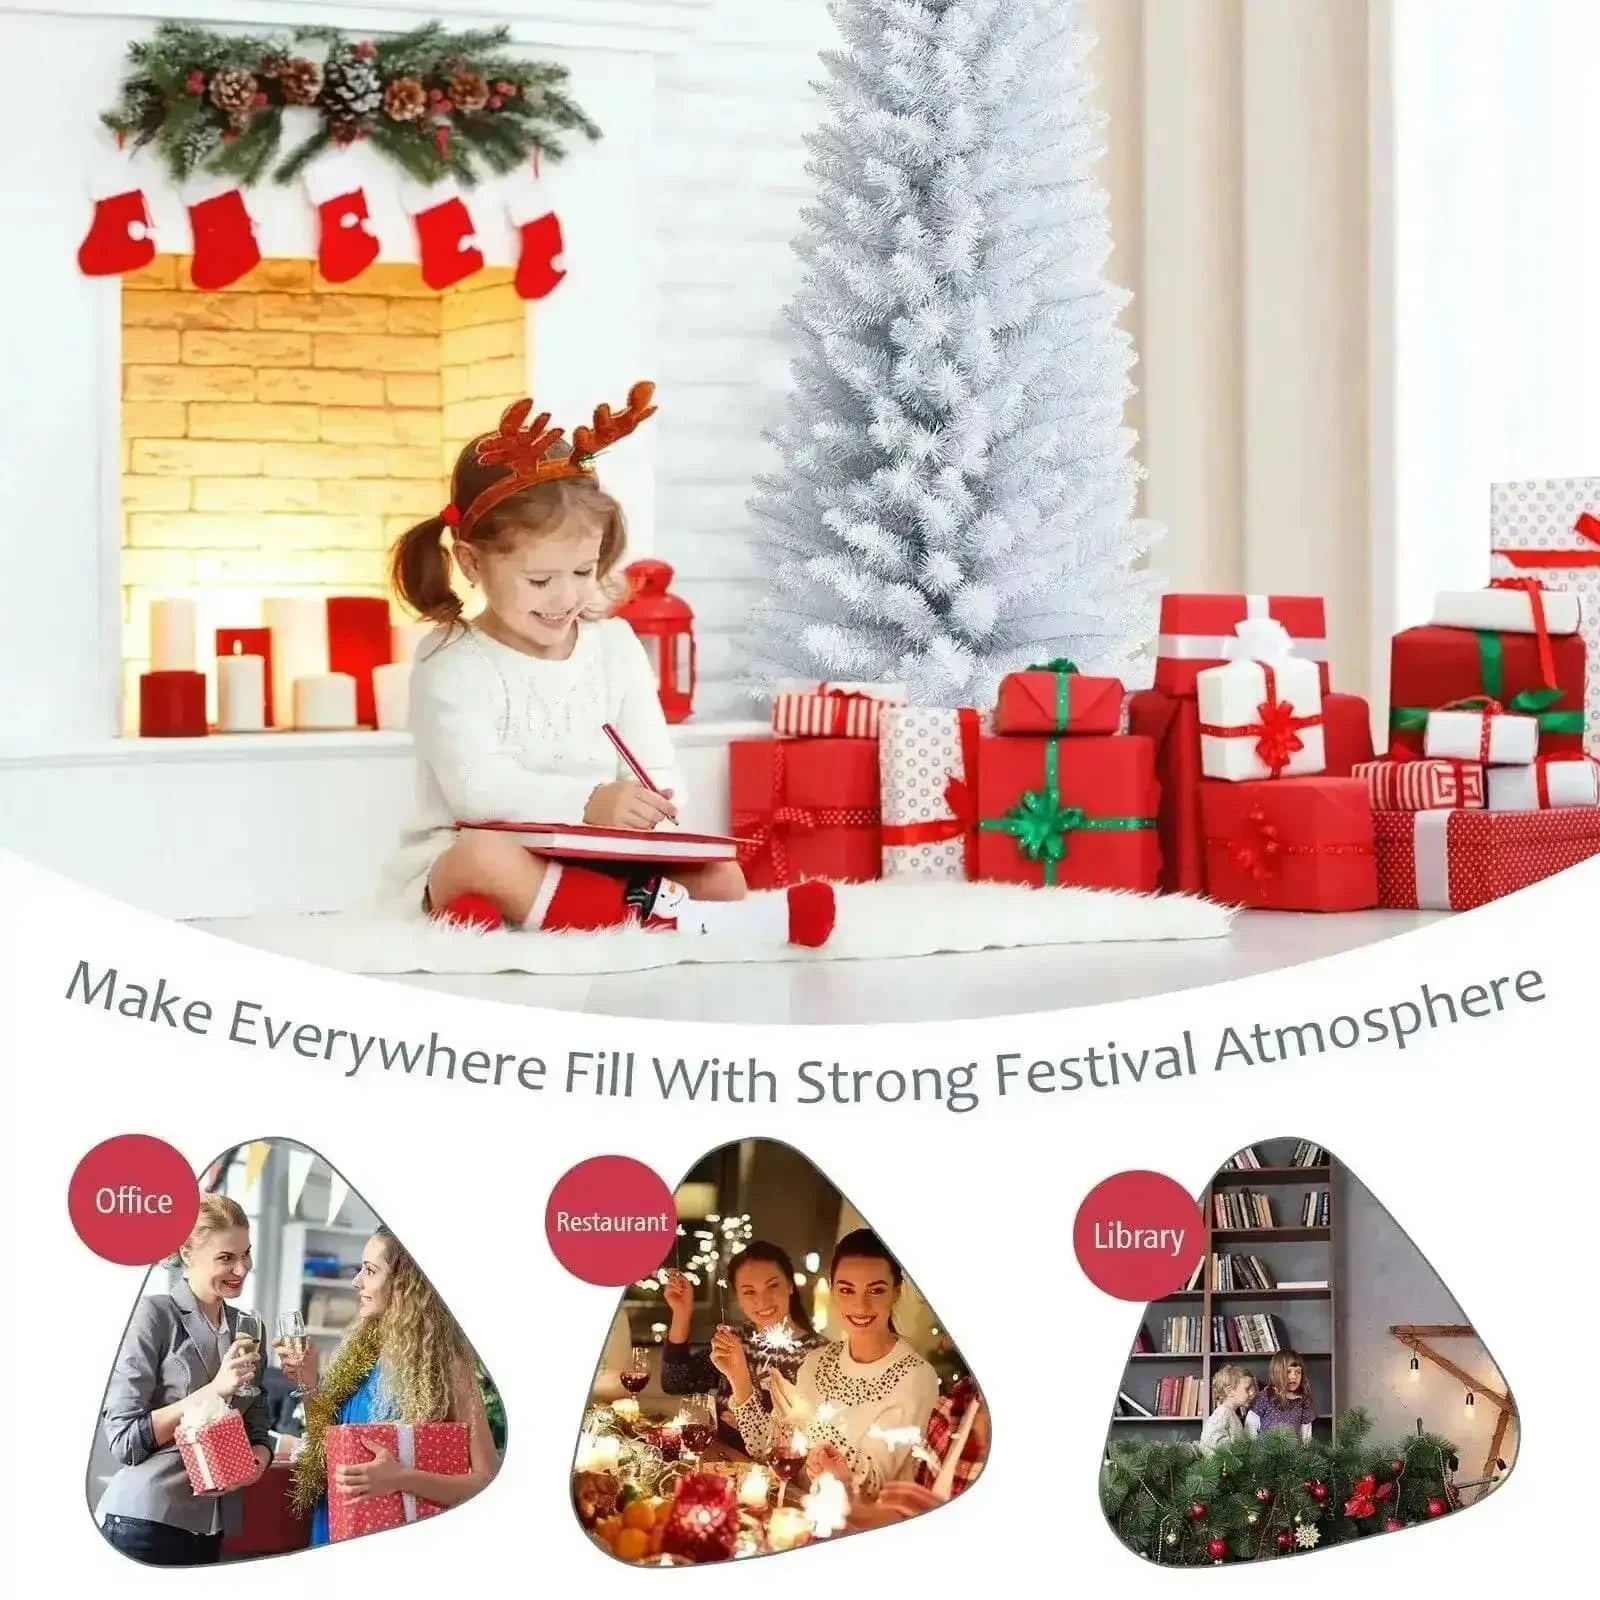 Make Everywhere Fill With Strong Festival Atmosphere
Office
Restaurant
Library